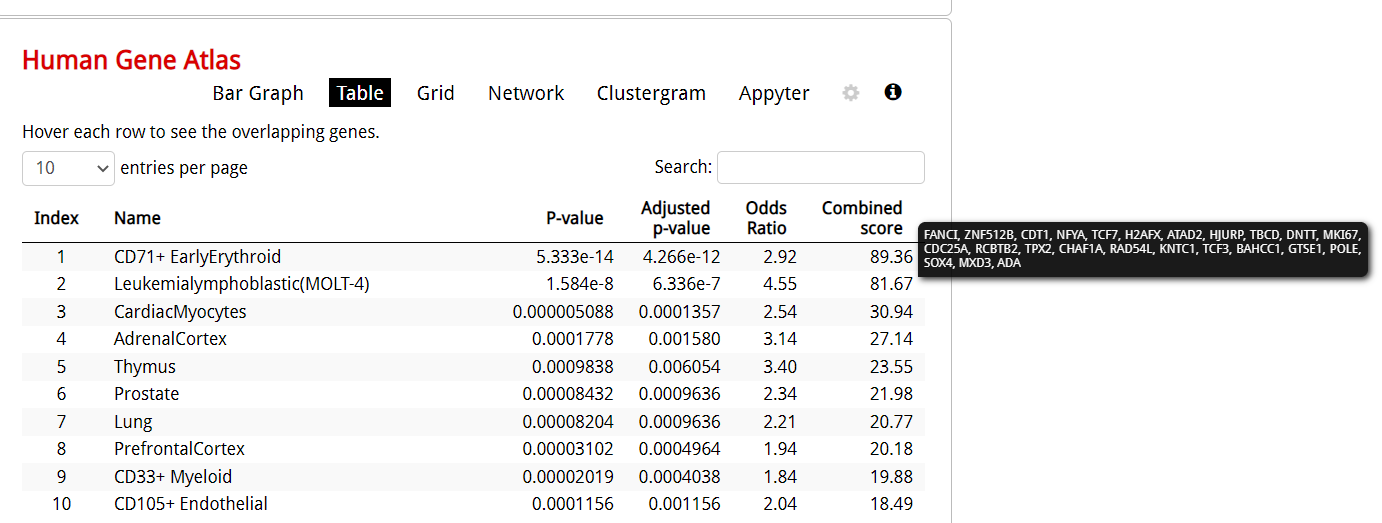 Human Gene Atlas
Bar Graph Table Grid Network Clustergram Appyter
Hover each row to see the overlapping genes.
10 entries per page Search:
Index Name P-value Adjusted p-value Odds Ratio Combined score
FANCI, ZNF512B, CDT1, NFYA, TCF7, H2AFX, ATAD2, HJURP, TBCD, DNTT, MKI67,
CDC25A, RCBTB2, TPX2, CHAF1A, RAD54L, KNTC1, TCF3, BAHCC1, GTSE1, POLE,
SOX4, MXD3, ADA
1 CD71+ EarlyErythroid 5.333e-14 4.266e-12 2.92 89.36
2 Leukemialymphoblastic(MOLT-4) 1.584e-8 6.336e-7 4.55 81.67
3 CardiacMyocytes 0.000005088 0.0001357 2.54 30.94
4 AdrenalCortex 0.0001778 0.001580 3.14 27.14
5 Thymus 0.0009838 0.006054 3.40 23.55
6 Prostate 0.00008432 0.0009636 2.34 21.98
7 Lung 0.00008204 0.0009636 2.21 20.77
8 PrefrontalCortex 0.00003102 0.0004964 1.94 20.18
9 CD33+ Myeloid 0.00002019 0.0004038 1.84 19.88
10 CD105+ Endothelial 0.0001156 0.001156 2.04 18.49